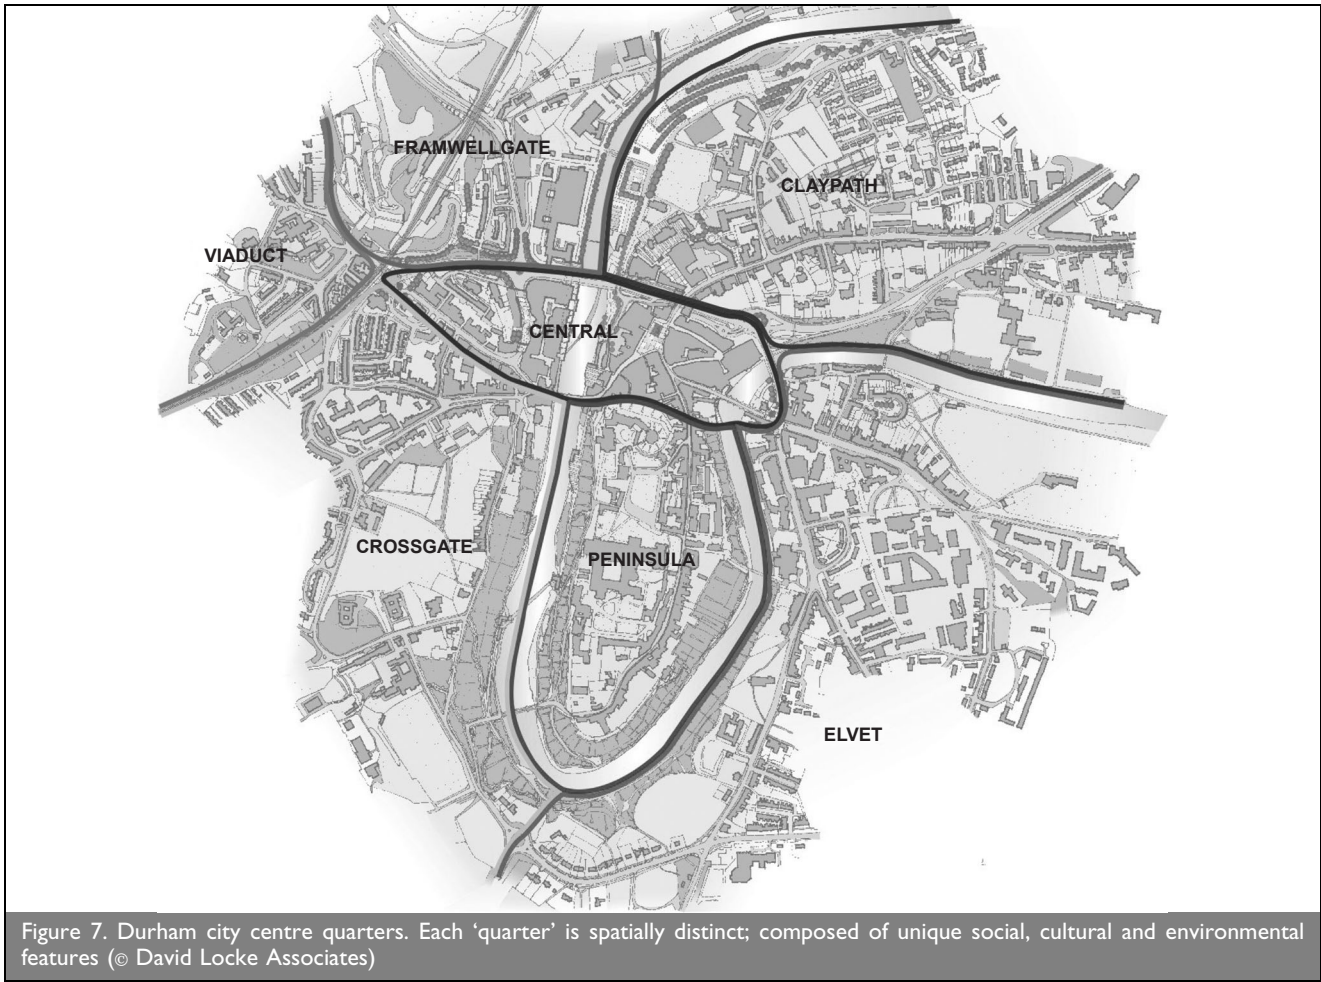 FRAMWELLGATE
CLAYPATH
VIADUCT
CENTRAL
CROSSGATE
PENINSULA
ELVET
Figure 7. Durham city centre quarters. Each ‘quarter’ is spatially distinct; composed of unique social, cultural and environmental
features (© David Locke Associates)